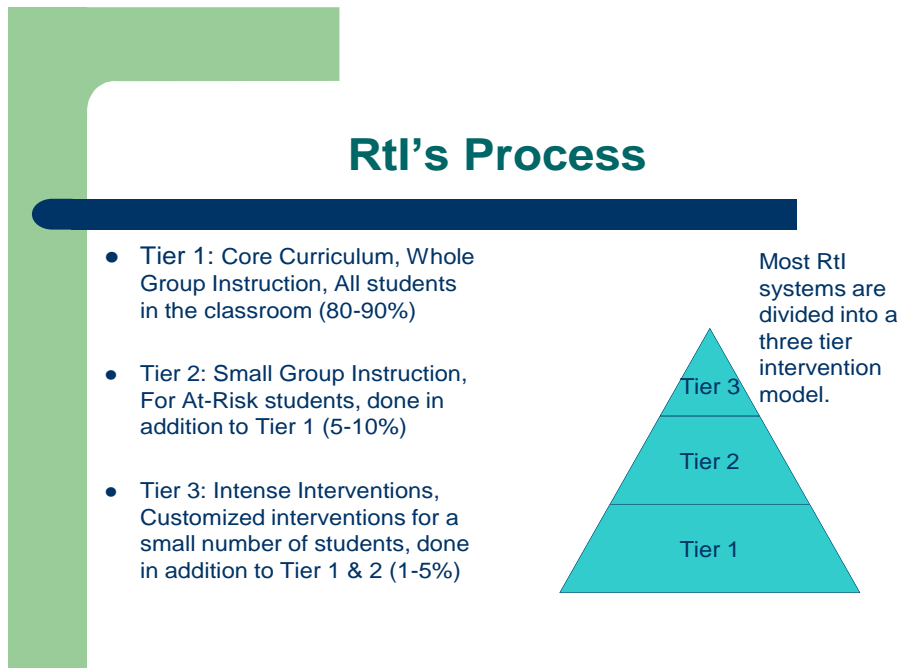 RtI's Process
● Tier 1: Core Curriculum, Whole
Group Instruction, All students
in the classroom (80-90%)
● Tier 2: Small Group Instruction,
For At-Risk students, done in
addition to Tier 1 (5-10%)
● Tier 3: Intense Interventions,
Customized interventions for a
small number of students, done
in addition to Tier 1 & 2 (1-5%)
Most RtI
systems are
divided into a
three tier
intervention
model.
Tier 3
Tier 2
Tier 1